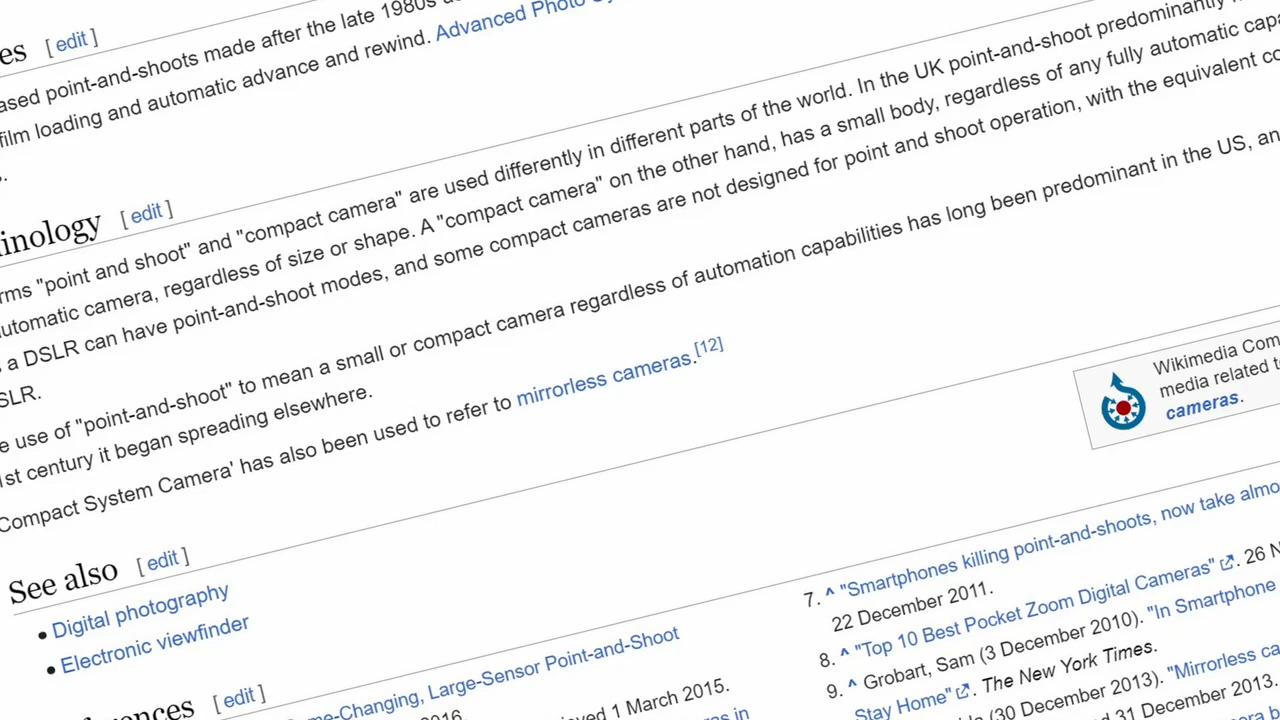 es [ edit ]
ased point-and-shoots made after the late 1980s
film loading and automatic advance and rewind. Advanced Photo
inology [ edit ]
rms "point and shoot" and "compact camera" are used differently in different parts of the world. In the UK point-and-shoot predominantly
utomatic camera, regardless of size or shape. A "compact camera" on the other hand, has a small body, regardless of any fully automatic capa
a DSLR can have point-and-shoot modes, and some compact cameras are not designed for point and shoot operation, with the equivalent co
SLR.
e use of "point-and-shoot" to mean a small or compact camera regardless of automation capabilities has long been predominant in the US, an
1st century it began spreading elsewhere.
Compact System Camera' has also been used to refer to mirrorless cameras.[12]
Wikimedia Com
media related t
cameras.
See also [ edit ]
• Digital photography
• Electronic viewfinder
erences [ edit ]
me-Changing, Large-Sensor Point-and-Shoot
2016.
ieved 1 March 2015.
as in
7. ^ "Smartphones killing point-and-shoots, now take almo
22 December 2011.
8. ^ "Top 10 Best Pocket Zoom Digital Cameras". 26 N
9. ^ Grobart, Sam (3 December 2010). "In Smartphone
Stay Home". The New York Times.
(30 December 2013). "Mirrorless ca
d 31 December 2013.